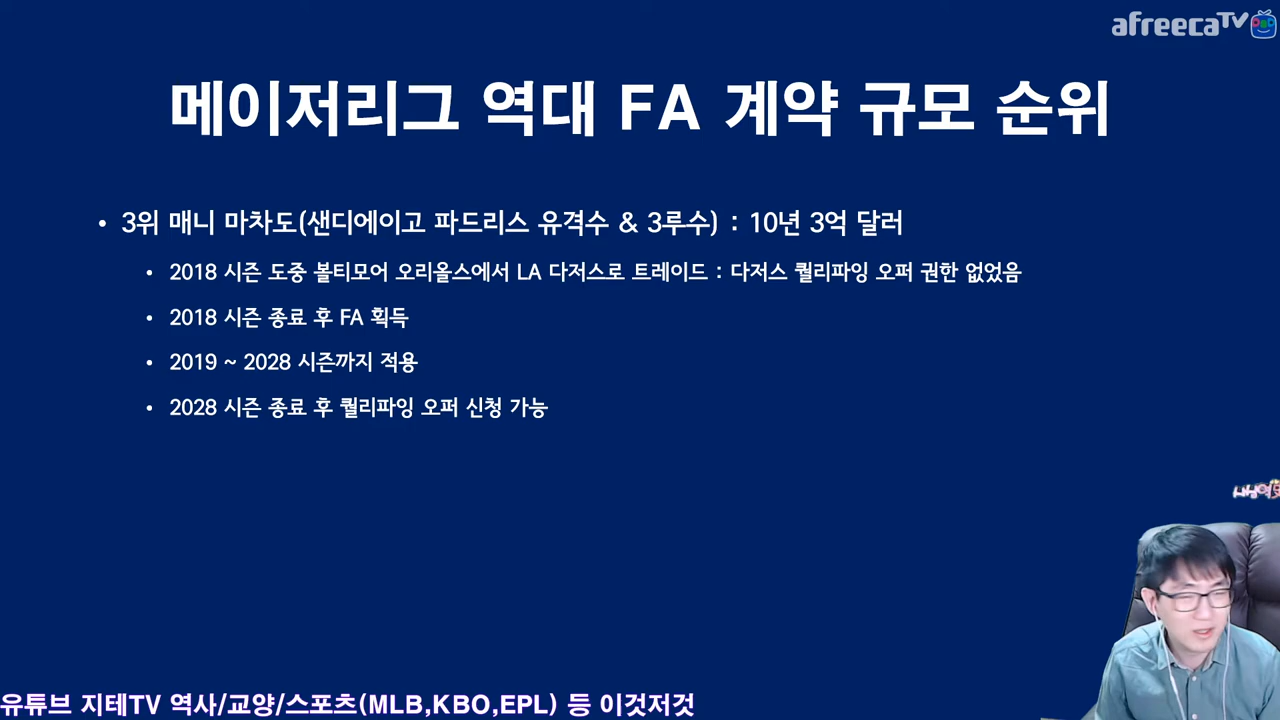 afreecaTV
메이저리그 역대 FA 계약 규모 순위
• 3위 매니 마차도(샌디에이고 파드리스 유격수 & 3루수) : 10년 3억 달러
• 2018 시즌 도중 볼티모어 오리올스에서 LA 다저스로 트레이드 : 다저스 퀄리파잉 오퍼 권한 없었음
• 2018 시즌 종료 후 FA 획득
• 2019 ~ 2028 시즌까지 적용
• 2028 시즌 종료 후 퀄리파잉 오퍼 신청 가능
유튜브 지테TV 역사/교양/스포츠(MLB,KBO,EPL) 등 이것저것